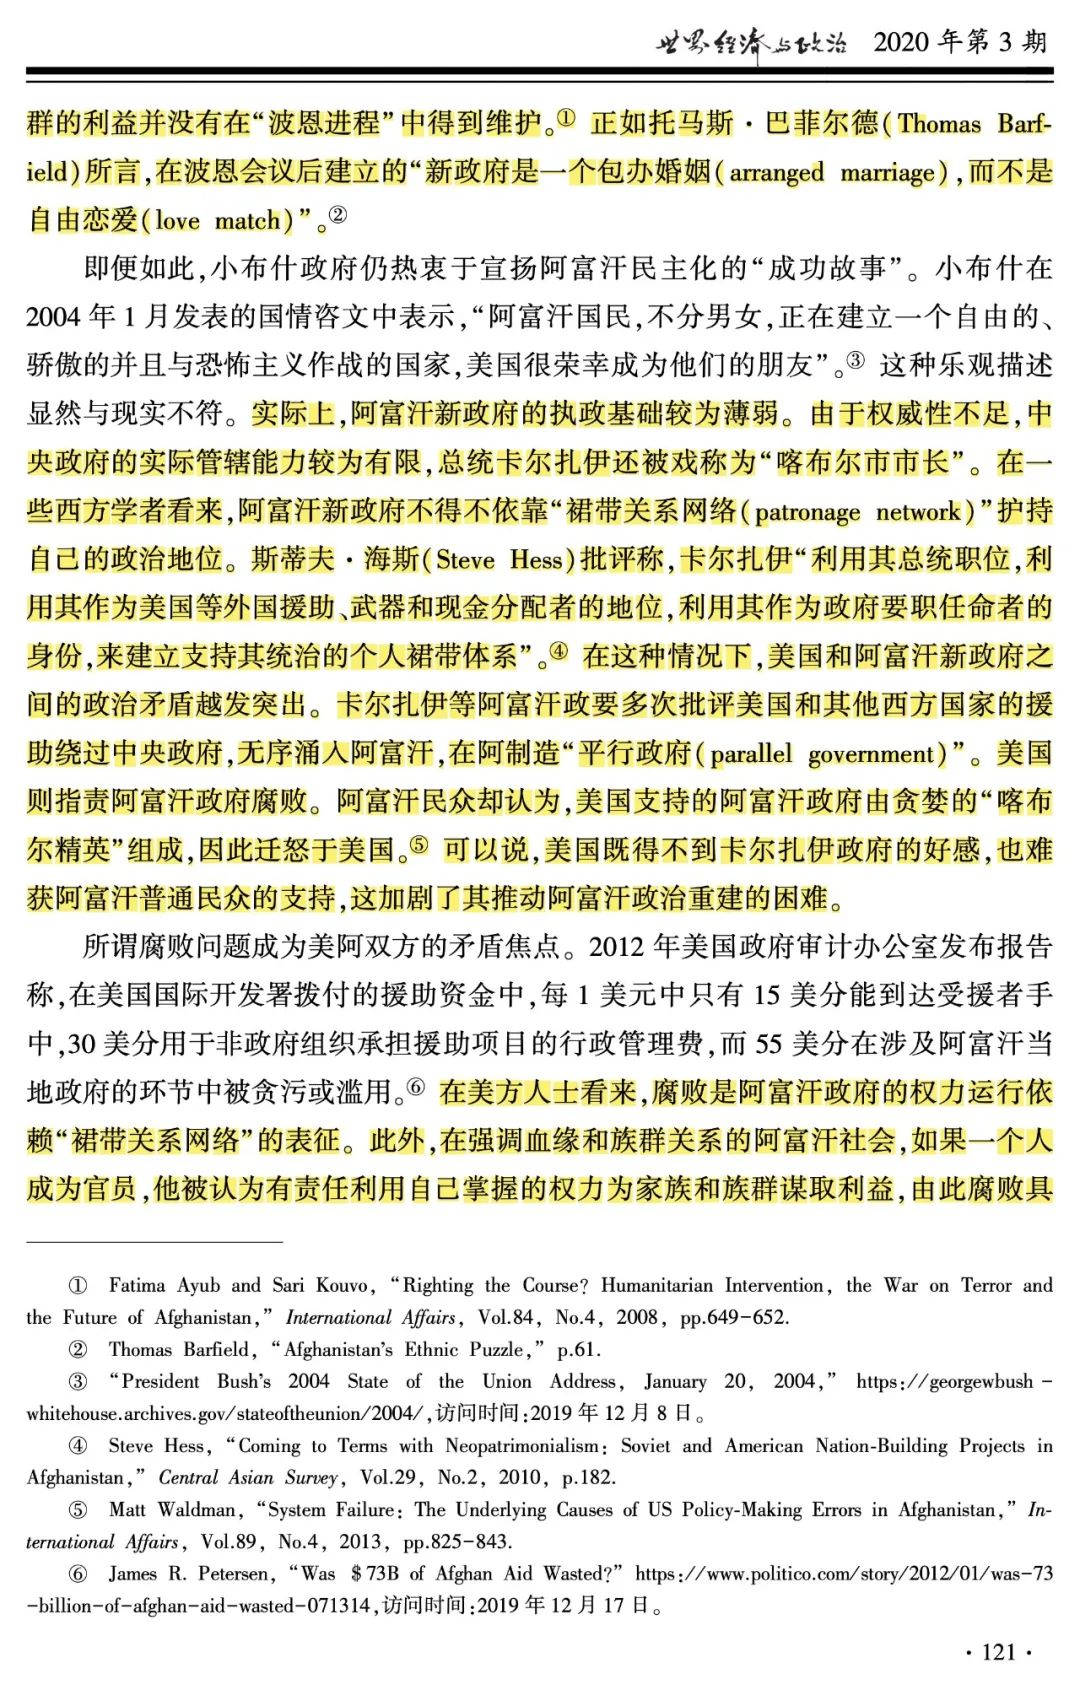 世界经济与政治 2020 年第 3 期
群的利益并没有在“波恩进程”中得到维护。① 正如托马斯·巴菲尔德(Thomas Barf-
ield)所言,在波恩会议后建立的“新政府是一个包办婚姻(arranged marriage),而不是
自由恋爱(love match)”。②
即便如此,小布什政府仍热衷于宣扬阿富汗民主化的“成功故事”。小布什在
2004 年 1 月发表的国情咨文中表示,“阿富汗国民,不分男女,正在建立一个自由的、
骄傲的并且与恐怖主义作战的国家,美国很荣幸成为他们的朋友”。③ 这种乐观描述
显然与现实不符。实际上,阿富汗新政府的执政基础较为薄弱。由于权威性不足,中
央政府的实际管辖能力较为有限,总统卡尔扎伊还被戏称为“喀布尔市市长”。在一
些西方学者看来,阿富汗新政府不得不依靠“裙带关系网络(patronage network)”护持
自己的政治地位。斯蒂夫·海斯(Steve Hess)批评称,卡尔扎伊“利用其总统职位,利
用其作为美国等外国援助、武器和现金分配者的地位,利用其作为政府要职任命者的
身份,来建立支持其统治的个人裙带体系”。④ 在这种情况下,美国和阿富汗新政府之
间的政治矛盾越发突出。卡尔扎伊等阿富汗政要多次批评美国和其他西方国家的援
助绕过中央政府,无序涌入阿富汗,在阿制造“平行政府(parallel government)”。美国
则指责阿富汗政府腐败。阿富汗民众却认为,美国支持的阿富汗政府由贪婪的“喀布
尔精英”组成,因此迁怒于美国。⑤ 可以说,美国既得不到卡尔扎伊政府的好感,也难
获阿富汗普通民众的支持,这加剧了其推动阿富汗政治重建的困难。
所谓腐败问题成为美阿双方的矛盾焦点。2012 年美国政府审计办公室发布报告
称,在美国国际开发署拨付的援助资金中,每 1 美元中只有 15 美分能到达受援者手
中,30 美分用于非政府组织承担援助项目的行政管理费,而 55 美分在涉及阿富汗当
地政府的环节中被贪污或滥用。⑥ 在美方人士看来,腐败是阿富汗政府的权力运行依
赖“裙带关系网络”的表征。此外,在强调血缘和族群关系的阿富汗社会,如果一个人
成为官员,他被认为有责任利用自己掌握的权力为家族和族群谋取利益,由此腐败具
① Fatima Ayub and Sari Kouvo, “Righting the Course? Humanitarian Intervention, the War on Terror and
the Future of Afghanistan,” International Affairs, Vol.84, No.4, 2008, pp.649-652.
② Thomas Barfield, “Afghanistan’s Ethnic Puzzle,” p.61.
③ “President Bush’s 2004 State of the Union Address, January 20, 2004,” https://georgewbush-
whitehouse.archives.gov/stateoftheunion/2004/,访问时间:2019 年 12 月 8 日。
④ Steve Hess, “Coming to Terms with Neopatrimonialism: Soviet and American Nation-Building Projects in
Afghanistan,” Central Asian Survey, Vol.29, No.2, 2010, p.182.
⑤ Matt Waldman, “System Failure: The Underlying Causes of US Policy-Making Errors in Afghanistan,” In-
ternational Affairs, Vol.89, No.4, 2013, pp.825-843.
⑥ James R. Petersen, “Was $73B of Afghan Aid Wasted?” https://www.politico.com/story/2012/01/was-73
-billion-of-afghan-aid-wasted-071314,访问时间:2019 年 12 月 17 日。
· 121 ·